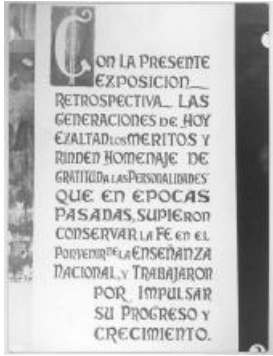 CON LA PRESENTE
EXPOSICION
RETROSPECTIVA LAS
GENERACIONES DE HOY
EXALTAN LOS MERITOS Y
RINDEN HOMENAJE DE
GRATITUD A LAS PERSONALIDADES
QUE EN EPOCAS
PASADAS, SUPIERON
CONSERVAR LA FE EN EL
PORVENIR DE LA ENSEÑANZA
NACIONAL, Y TRABAJARON
POR IMPULSAR
SU PROGRESO Y
CRECIMIENTO.